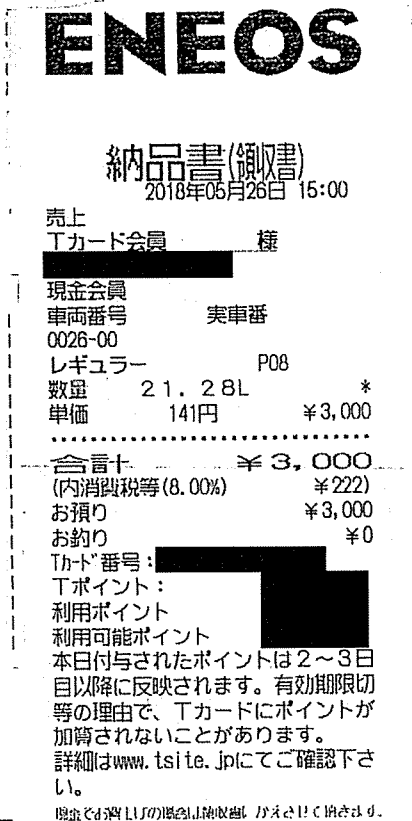 ENEOS
納品書(領収書)
2018年05月26日 15:00
売上
Tカード会員 様
現金会員
車両番号 実車番
0026-00
レギュラー P08
数量 21.28L *
単価 141円 ¥3,000
合計 ¥3,000
(内消費税等(8.00%) ¥222)
お預り ¥3,000
お釣り ¥0
Tカード番号:
Tポイント:
利用ポイント
利用可能ポイント
本日付与されたポイントは2～3日
目以降に反映されます。有効期限切
等の理由で、Tカードにポイントが
加算されないことがあります。
詳細はwww.tsite.jpにてご確認下さ
い。